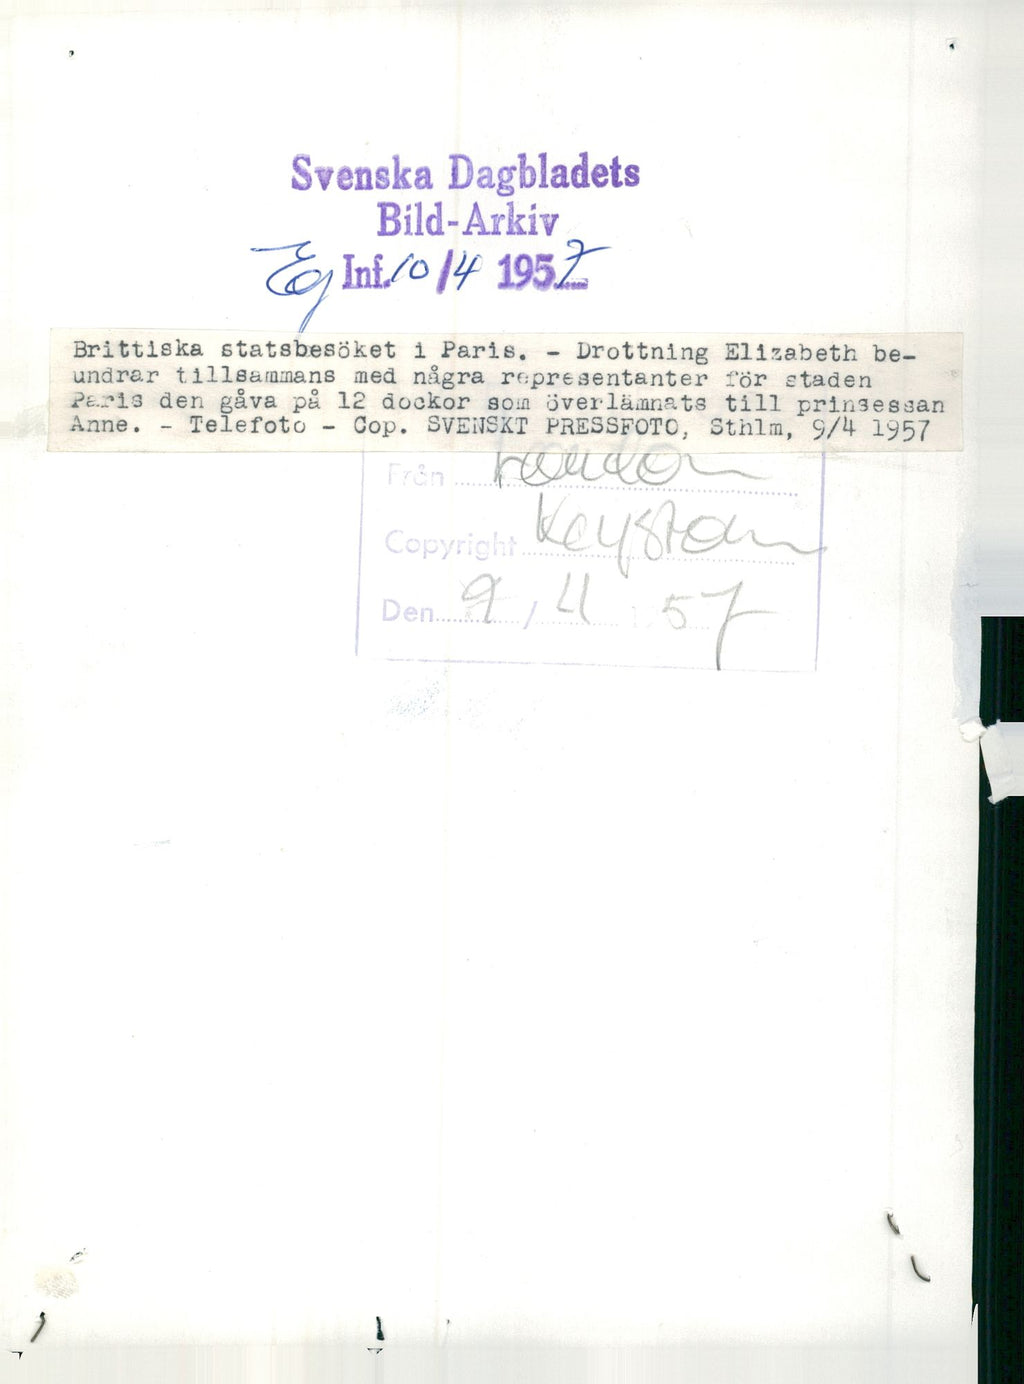 Svenska Dagbladets
Bild-Arkiv
Eg Inf. 10/4 1957
Brittiska statsbesöket i Paris. - Drottning Elizabeth be-
undrar tillsammans med några representanter för staden
Paris den gåva på 12 dockor som överlämnats till prinsessan
Anne. - Telefoto - Cop. SVENSKT PRESSFOTO, Sthlm, 9/4 1957
Från London
Copyright Keystone
Den 9/4 1957